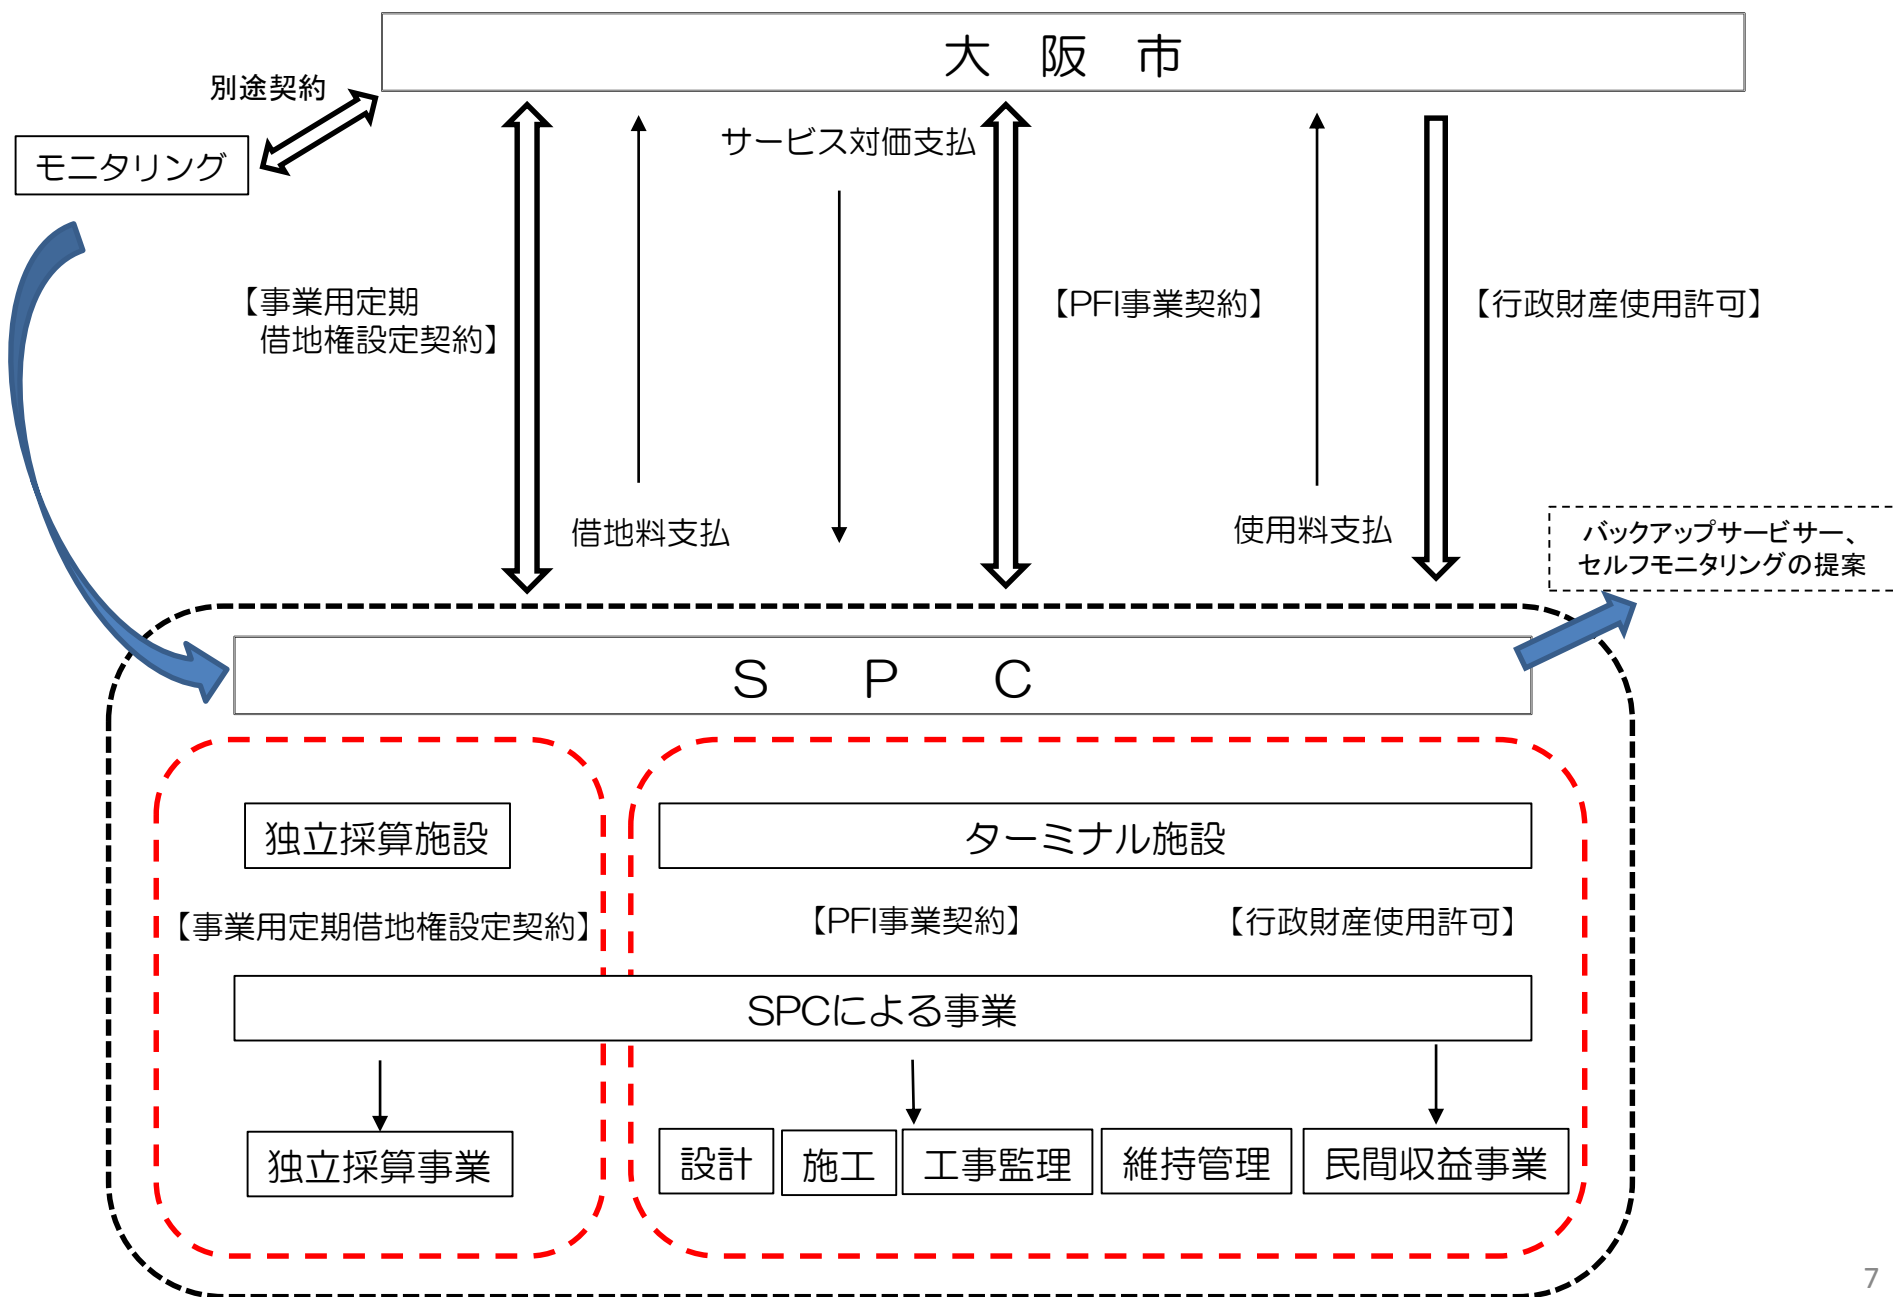 大 阪 市
別途契約
モニタリング
サービス対価支払
【事業用定期
借地権設定契約】
【PFI事業契約】
【行政財産使用許可】
借地料支払
使用料支払
バックアップサービサー、
セルフモニタリングの提案
S P C
独立採算施設
ターミナル施設
【事業用定期借地権設定契約】
【PFI事業契約】
【行政財産使用許可】
SPCによる事業
独立採算事業
設計
施工
工事監理
維持管理
民間収益事業
7